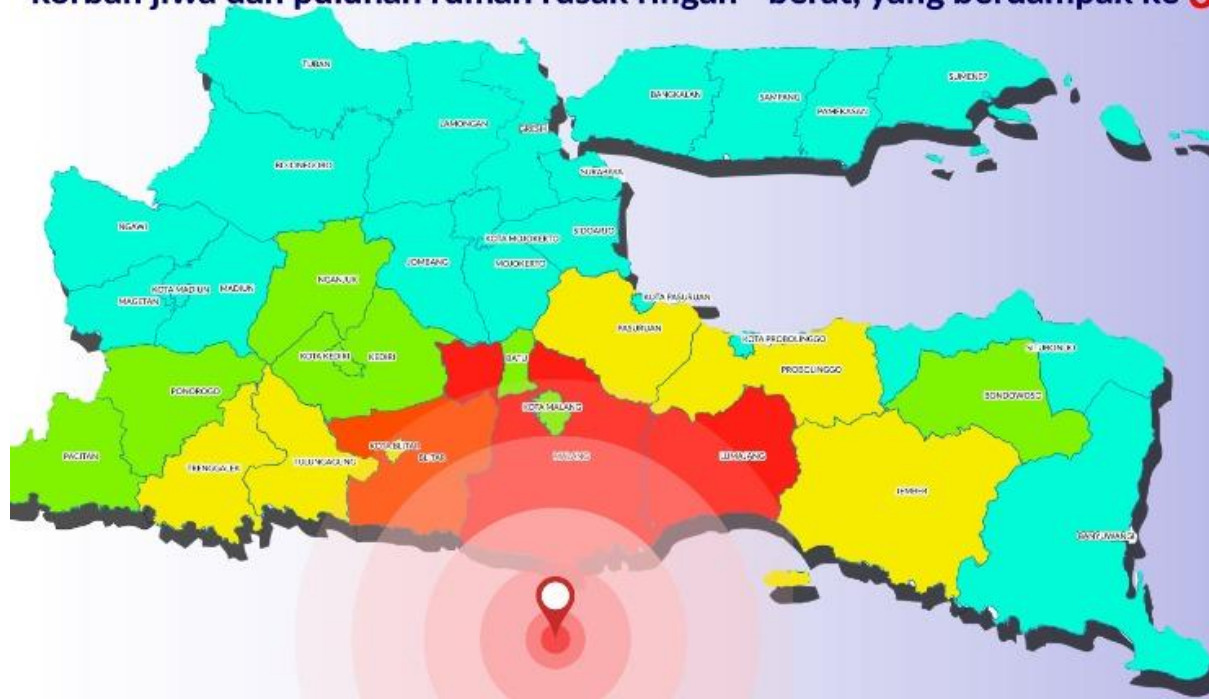 korban jiwa dan puluhan rumah rusak ringan - berat, yang berdampak ke
TUBAN
SUMENEP
BANGKALAN
SAMPANG
PAMEKASAN
LAMONGAN
GRESIK
BOJONEGORO
SURABAYA
NGAWI
SIDOARJO
KOTA MOJOKERTO
JOMBANG
MOJOKERTO
NGANJUK
KOTA MADIUN
MADIUN
MAGETAN
KOTA PASURUAN
PASURUAN
KOTA PROBOLINGGO
SITUBONDO
KOTA KEDIRI
KEDIRI
BATU
PROBOLINGGO
PONOROGO
BONDOWOSO
KOTA MALANG
KOTA BLITAR
BLITAR
PACITAN
TRENGGALEK
TULUNGAGUNG
MALANG
LUMAJANG
JEMBER
BANYUWANGI